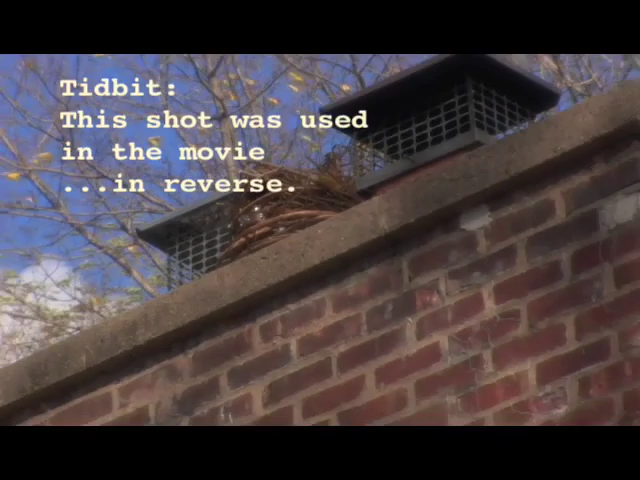 Tidbit:
This shot was used
in the movie
...in reverse.